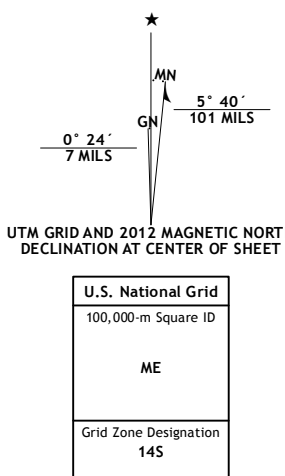 ★
MN
5° 40´
101 MILS
GN
0° 24´
7 MILS
UTM GRID AND 2012 MAGNETIC NORT
DECLINATION AT CENTER OF SHEET
U.S. National Grid
100,000-m Square ID
ME
Grid Zone Designation
14S